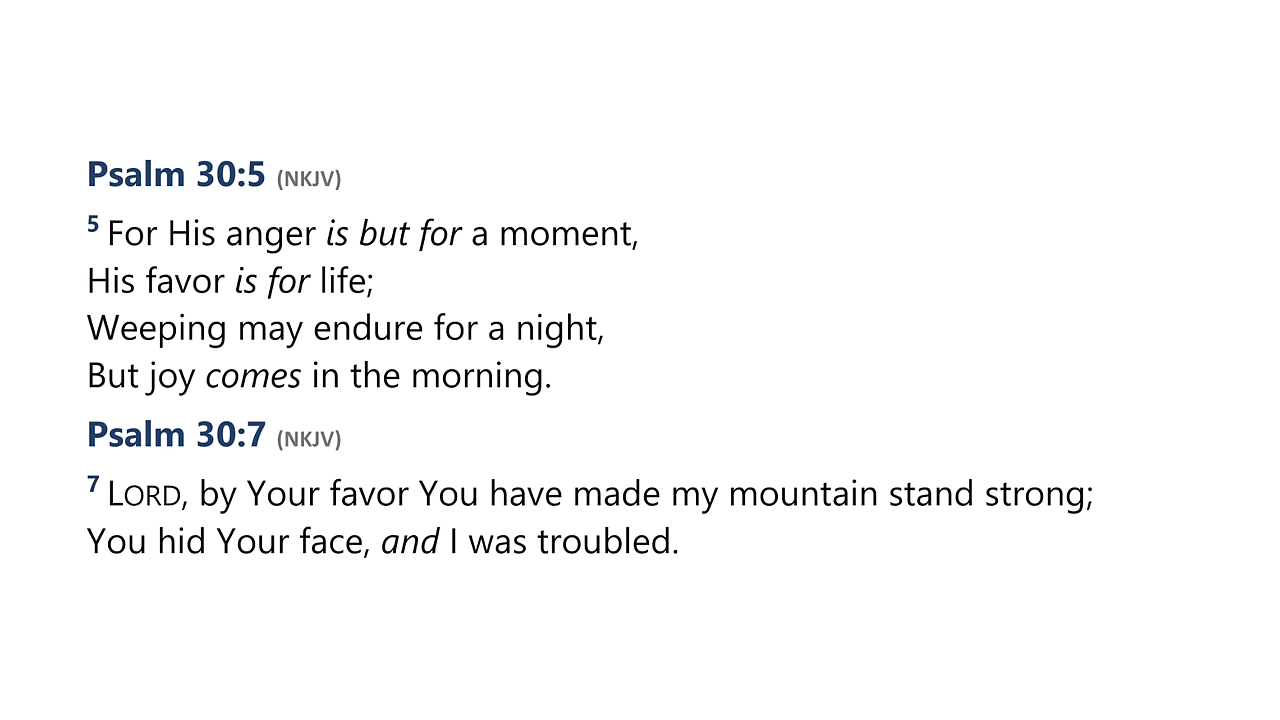 Psalm 30:5 (NKJV)
5 For His anger is but for a moment,
His favor is for life;
Weeping may endure for a night,
But joy comes in the morning.
Psalm 30:7 (NKJV)
7 LORD, by Your favor You have made my mountain stand strong;
You hid Your face, and I was troubled.